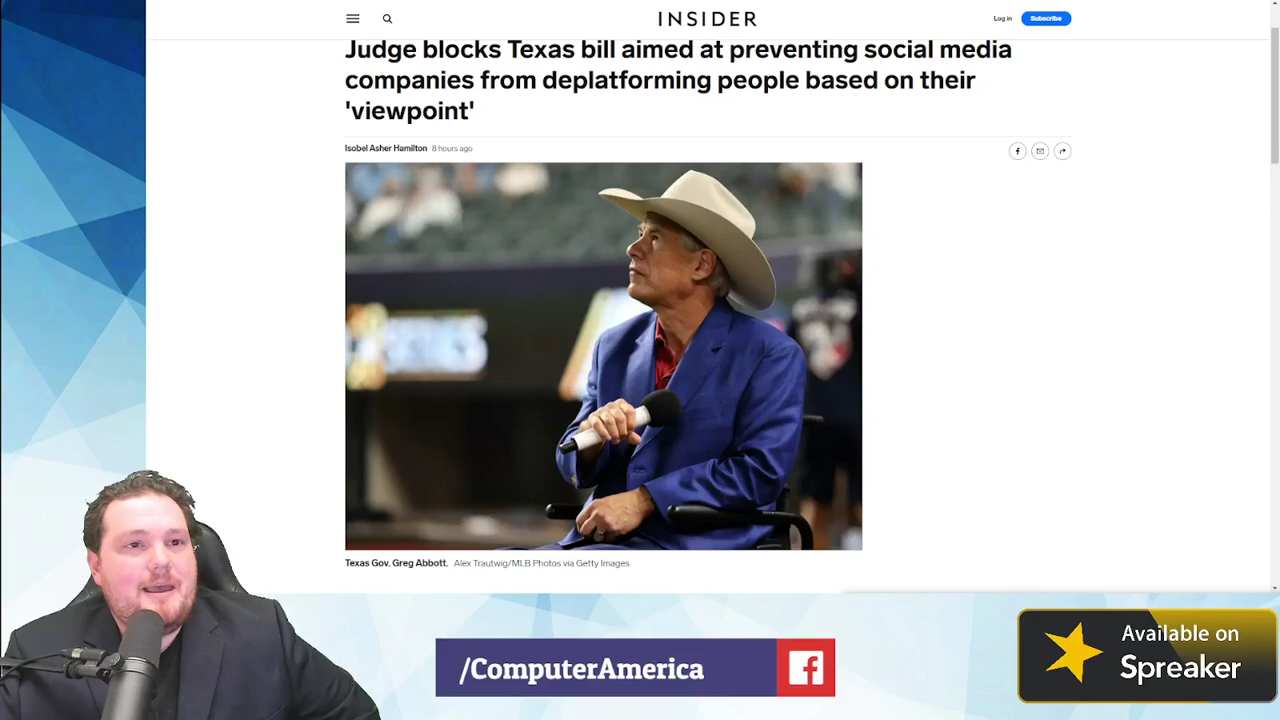 INSIDER
Log in
Subscribe
Judge blocks Texas bill aimed at preventing social media
companies from deplatforming people based on their
'viewpoint'
Isobel Asher Hamilton 8 hours ago
Texas Gov. Greg Abbott. Alex Trautwig/MLB Photos via Getty Images
/ComputerAmerica
Available on
Spreaker